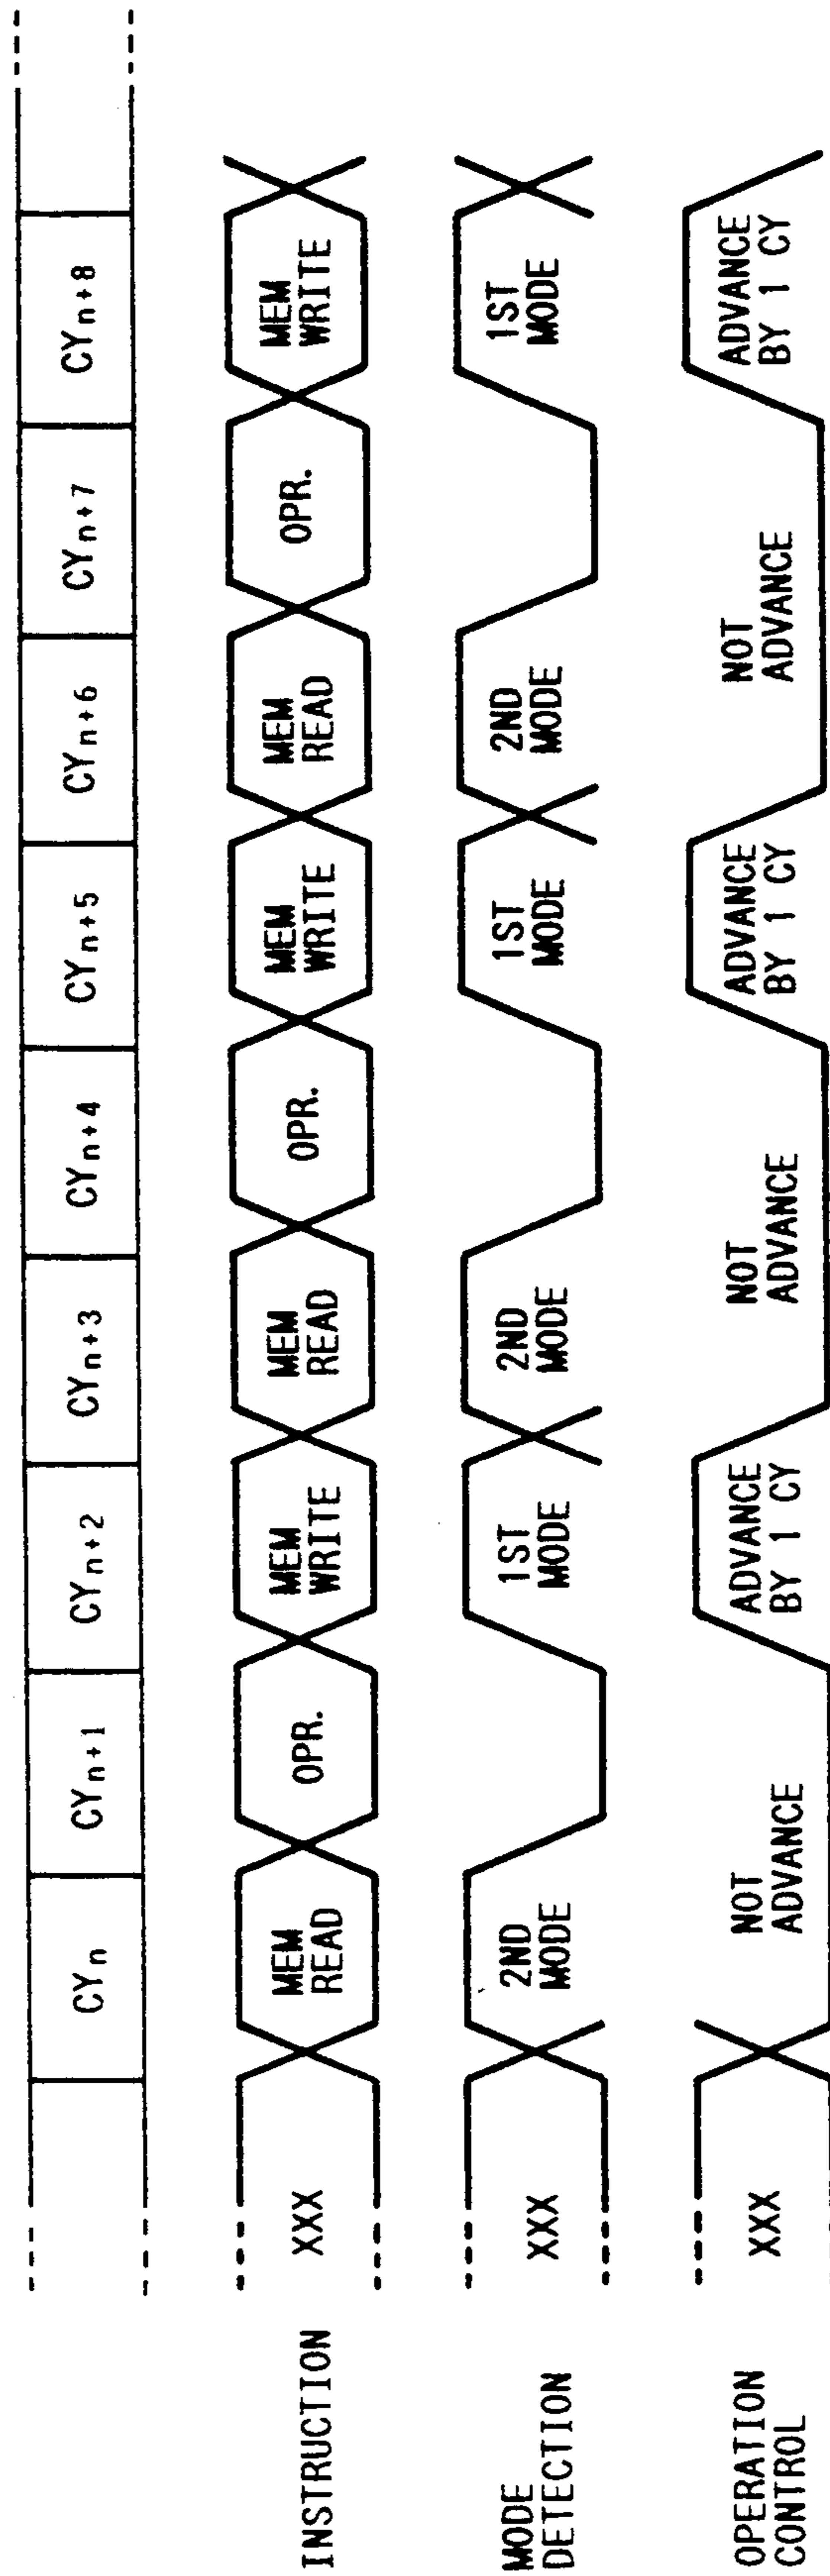 CYn
CYn+1
CYn+2
CYn+3
CYn+4
CYn+5
CYn+6
CYn+7
CYn+8
INSTRUCTION
XXX
MEM
READ
OPR.
MEM
WRITE
MEM
READ
OPR.
MEM
WRITE
MEM
READ
OPR.
MEM
WRITE
MODE
DETECTION
XXX
2ND
MODE
1ST
MODE
2ND
MODE
1ST
MODE
2ND
MODE
1ST
MODE
OPERATION
CONTROL
XXX
NOT
ADVANCE
ADVANCE
BY 1 CY
NOT
ADVANCE
ADVANCE
BY 1 CY
NOT
ADVANCE
ADVANCE
BY 1 CY